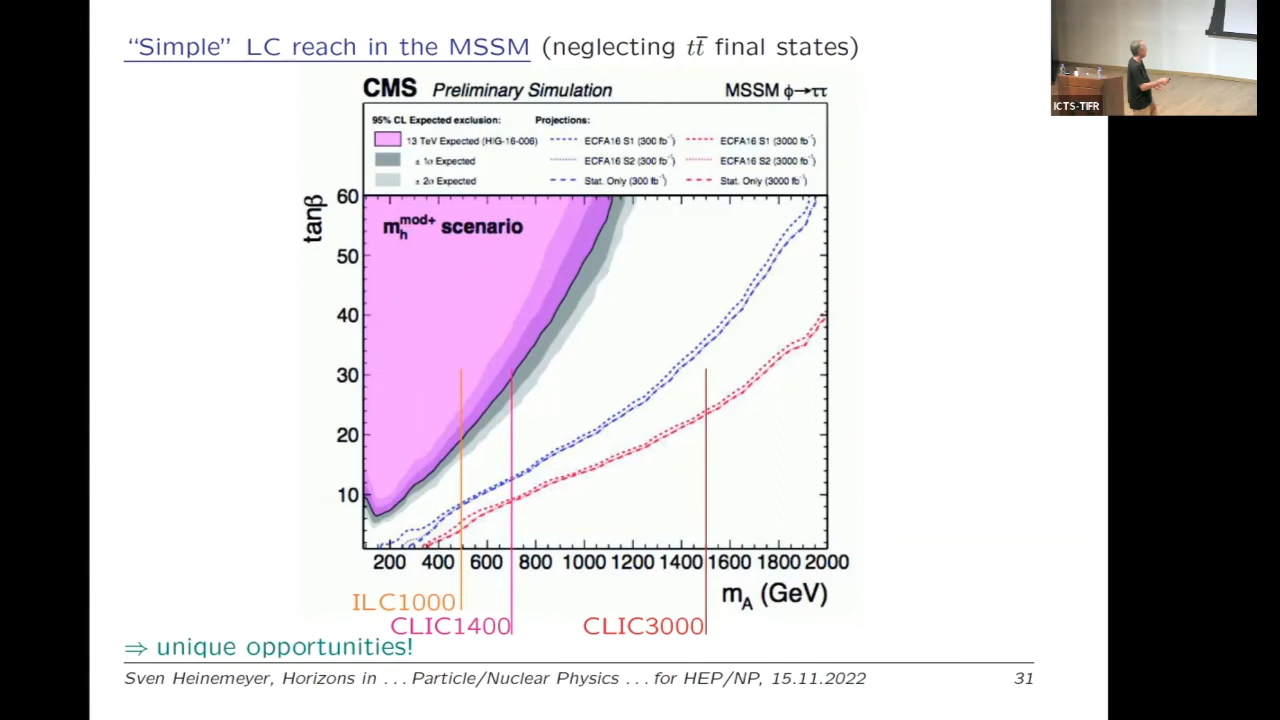 “Simple” LC reach in the MSSM (neglecting tt̄ final states)
CMS Preliminary Simulation MSSM ϕ→ττ
95% CL Expected exclusion: Projections:
13 TeV Expected (HIG-16-006) ECFA16 S1 (300 fb⁻¹) ECFA16 S1 (3000 fb⁻¹)
± 1σ Expected ECFA16 S2 (300 fb⁻¹) ECFA16 S2 (3000 fb⁻¹)
± 2σ Expected Stat. Only (300 fb⁻¹) Stat. Only (3000 fb⁻¹)
tanβ
60
50
40
30
20
10
m_h^mod+ scenario
200 400 600 800 1000 1200 1400 1600 1800 2000
m_A (GeV)
ILC1000
CLIC1400 CLIC3000
⇒ unique opportunities!
Sven Heinemeyer, Horizons in . . . Particle/Nuclear Physics . . . for HEP/NP, 15.11.2022 31
ICTS-TIFR